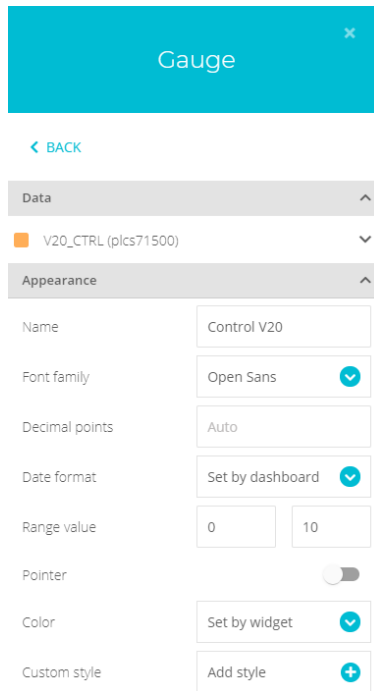 Gauge
BACK
Data
V20_CTRL (plcs71500)
Appearance
Name Control V20
Font family Open Sans
Decimal points Auto
Date format Set by dashboard
Range value 0 10
Pointer
Color Set by widget
Custom style Add style